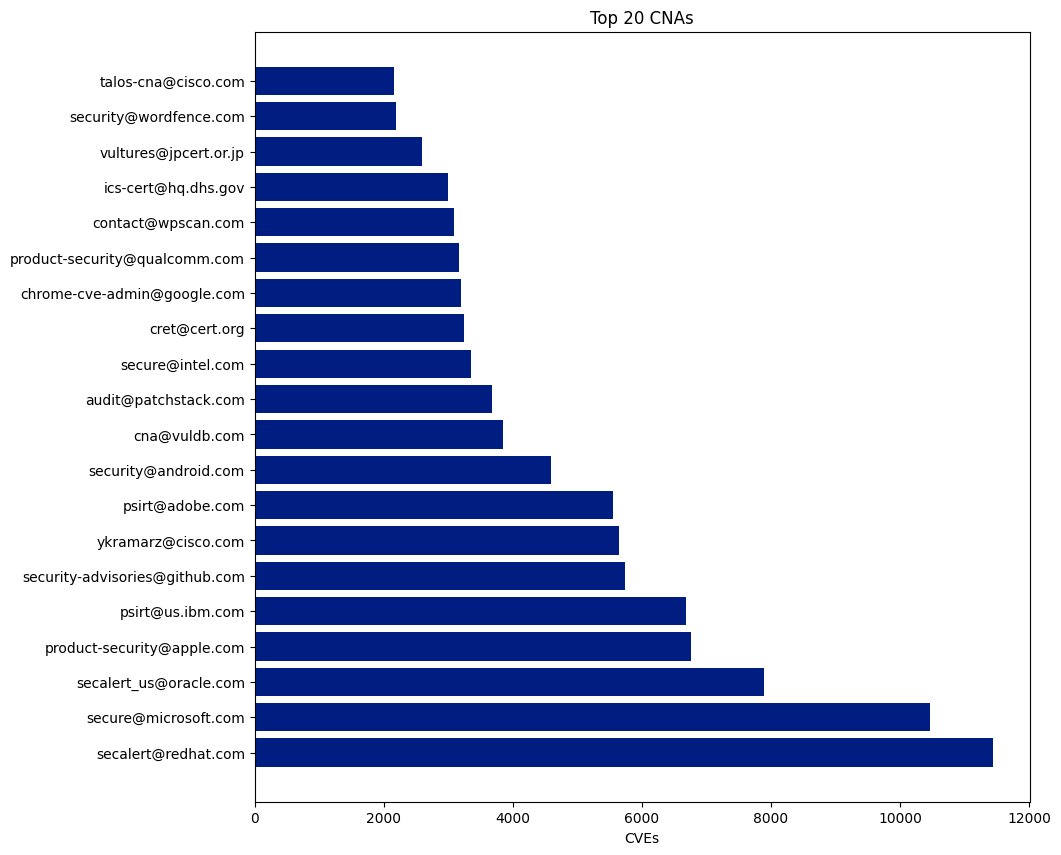 Top 20 CNAs
talos-cna@cisco.com
security@wordfence.com
vultures@jpcert.or.jp
ics-cert@hq.dhs.gov
contact@wpscan.com
product-security@qualcomm.com
chrome-cve-admin@google.com
cret@cert.org
secure@intel.com
audit@patchstack.com
cna@vuldb.com
security@android.com
psirt@adobe.com
ykramarz@cisco.com
security-advisories@github.com
psirt@us.ibm.com
product-security@apple.com
secalert_us@oracle.com
secure@microsoft.com
secalert@redhat.com
0 2000 4000 6000 8000 10000 12000
CVEs